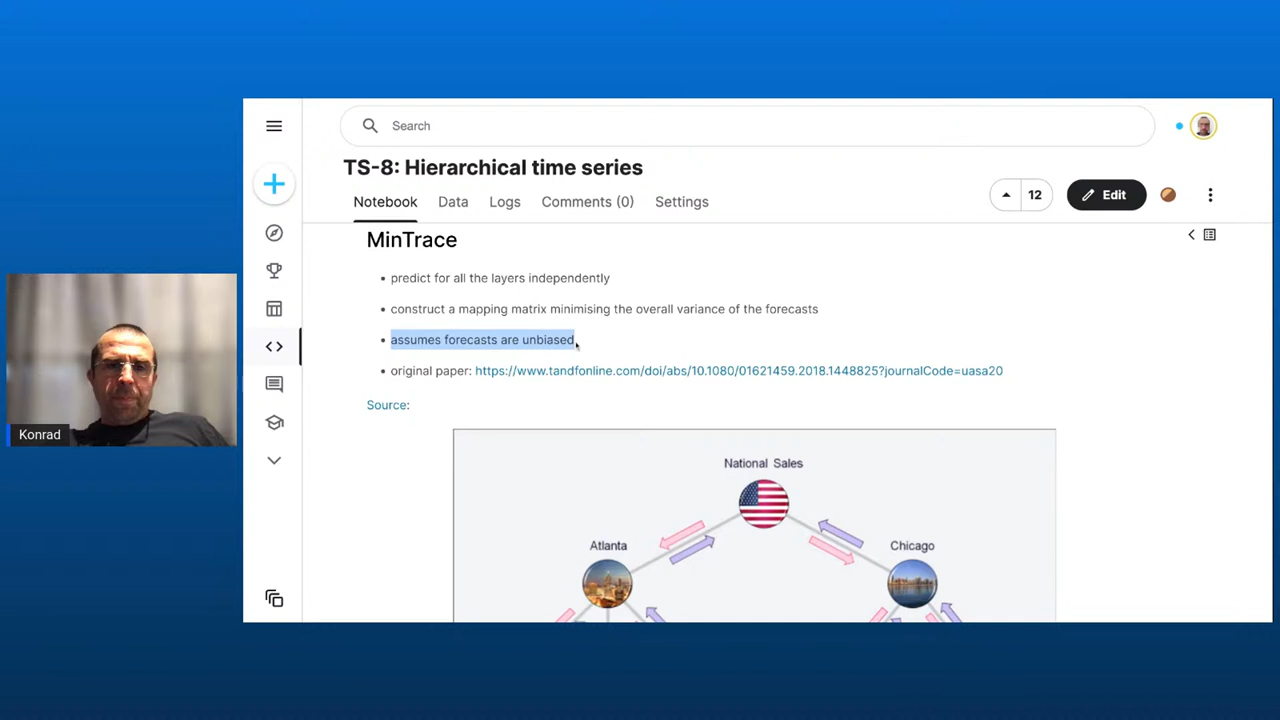 Search
TS-8: Hierarchical time series
Notebook Data Logs Comments (0) Settings
12 Edit
MinTrace
predict for all the layers independently
construct a mapping matrix minimising the overall variance of the forecasts
assumes forecasts are unbiased
original paper: https://www.tandfonline.com/doi/abs/10.1080/01621459.2018.1448825?journalCode=uasa20
Source:
National Sales
Atlanta
Chicago
Konrad